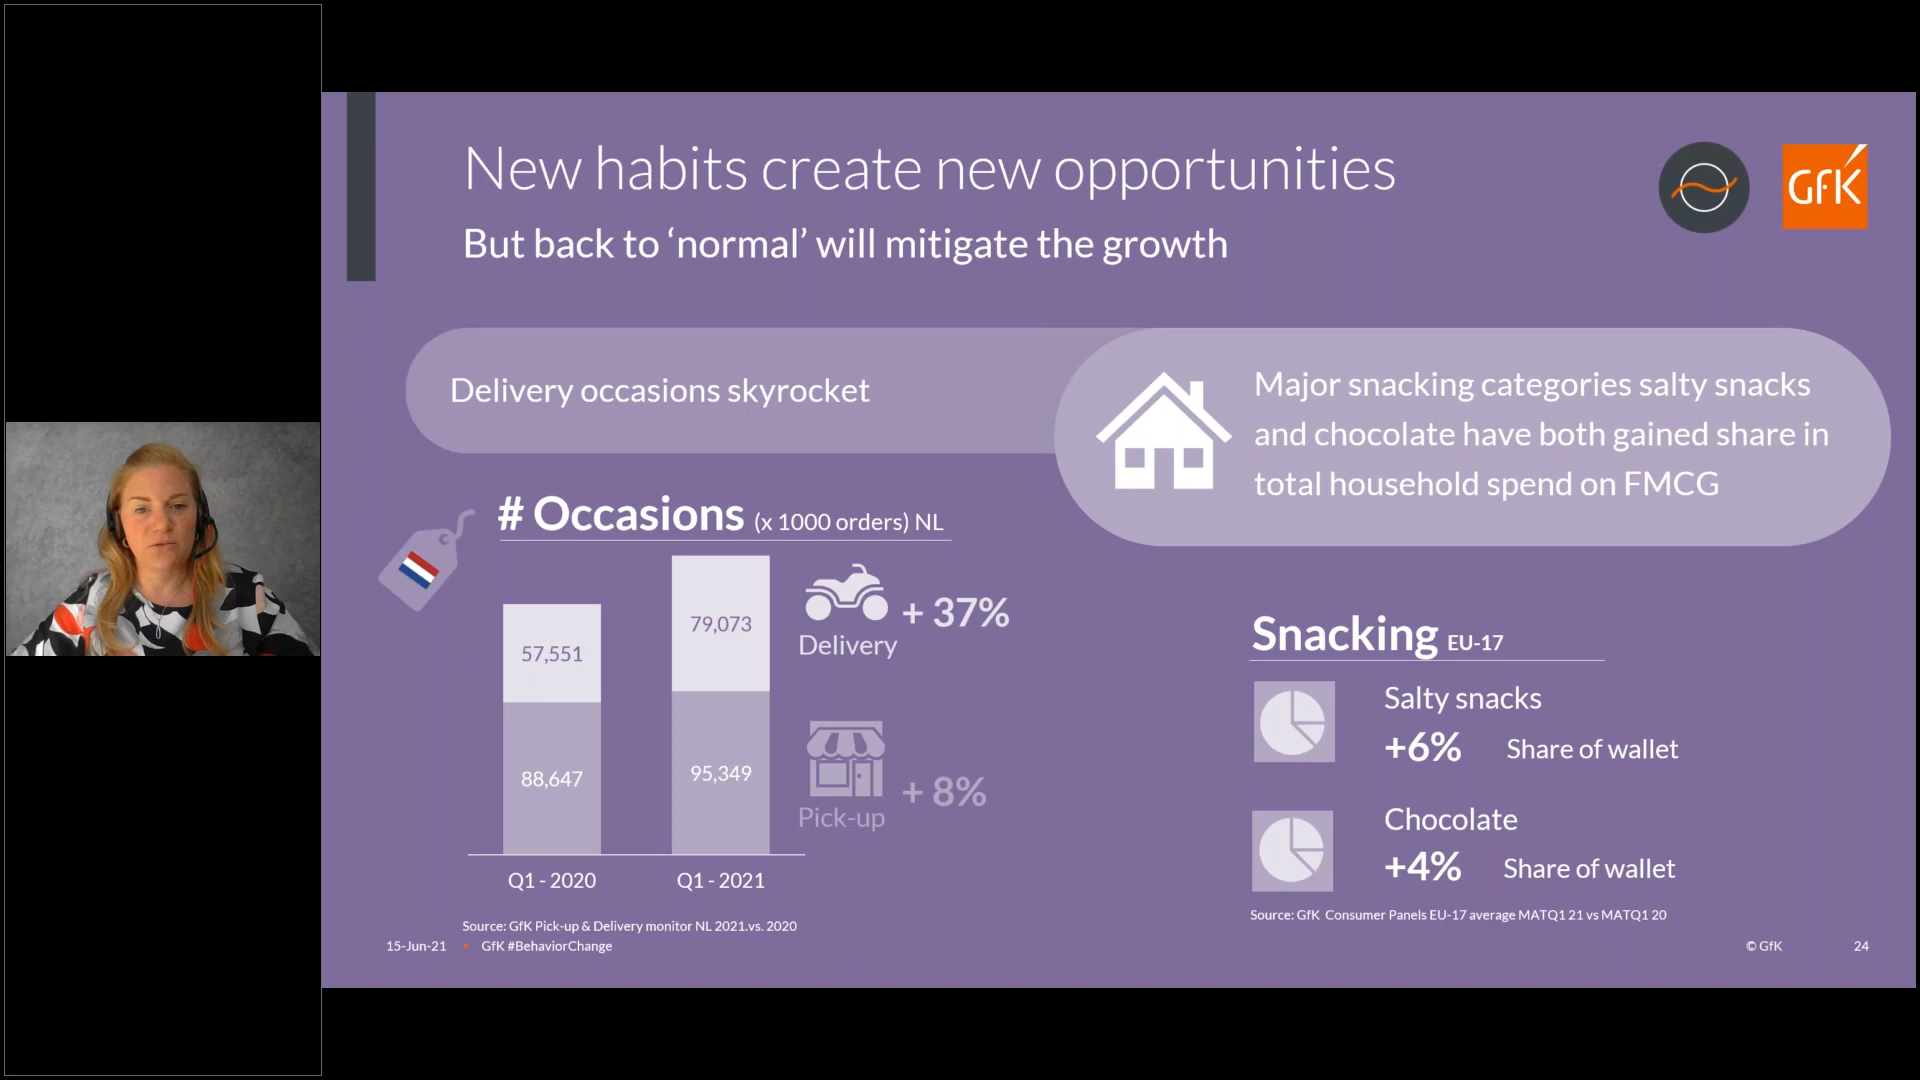 New habits create new opportunities
But back to ‘normal’ will mitigate the growth
GfK
Delivery occasions skyrocket
Major snacking categories salty snacks
and chocolate have both gained share in
total household spend on FMCG
# Occasions (x 1000 orders) NL
57,551
88,647
79,073
95,349
+ 37%
Delivery
+ 8%
Pick-up
Q1 - 2020
Q1 - 2021
Source: GfK Pick-up & Delivery monitor NL 2021.vs. 2020
Snacking EU-17
Salty snacks
+6% Share of wallet
Chocolate
+4% Share of wallet
Source: GfK Consumer Panels EU-17 average MATQ1 21 vs MATQ1 20
15-Jun-21 • GfK #BehaviorChange
© GfK 24